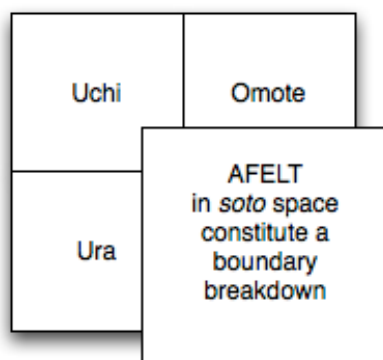 Uchi
Omote
AFELT
in soto space
constitute a
boundary
breakdown
Ura